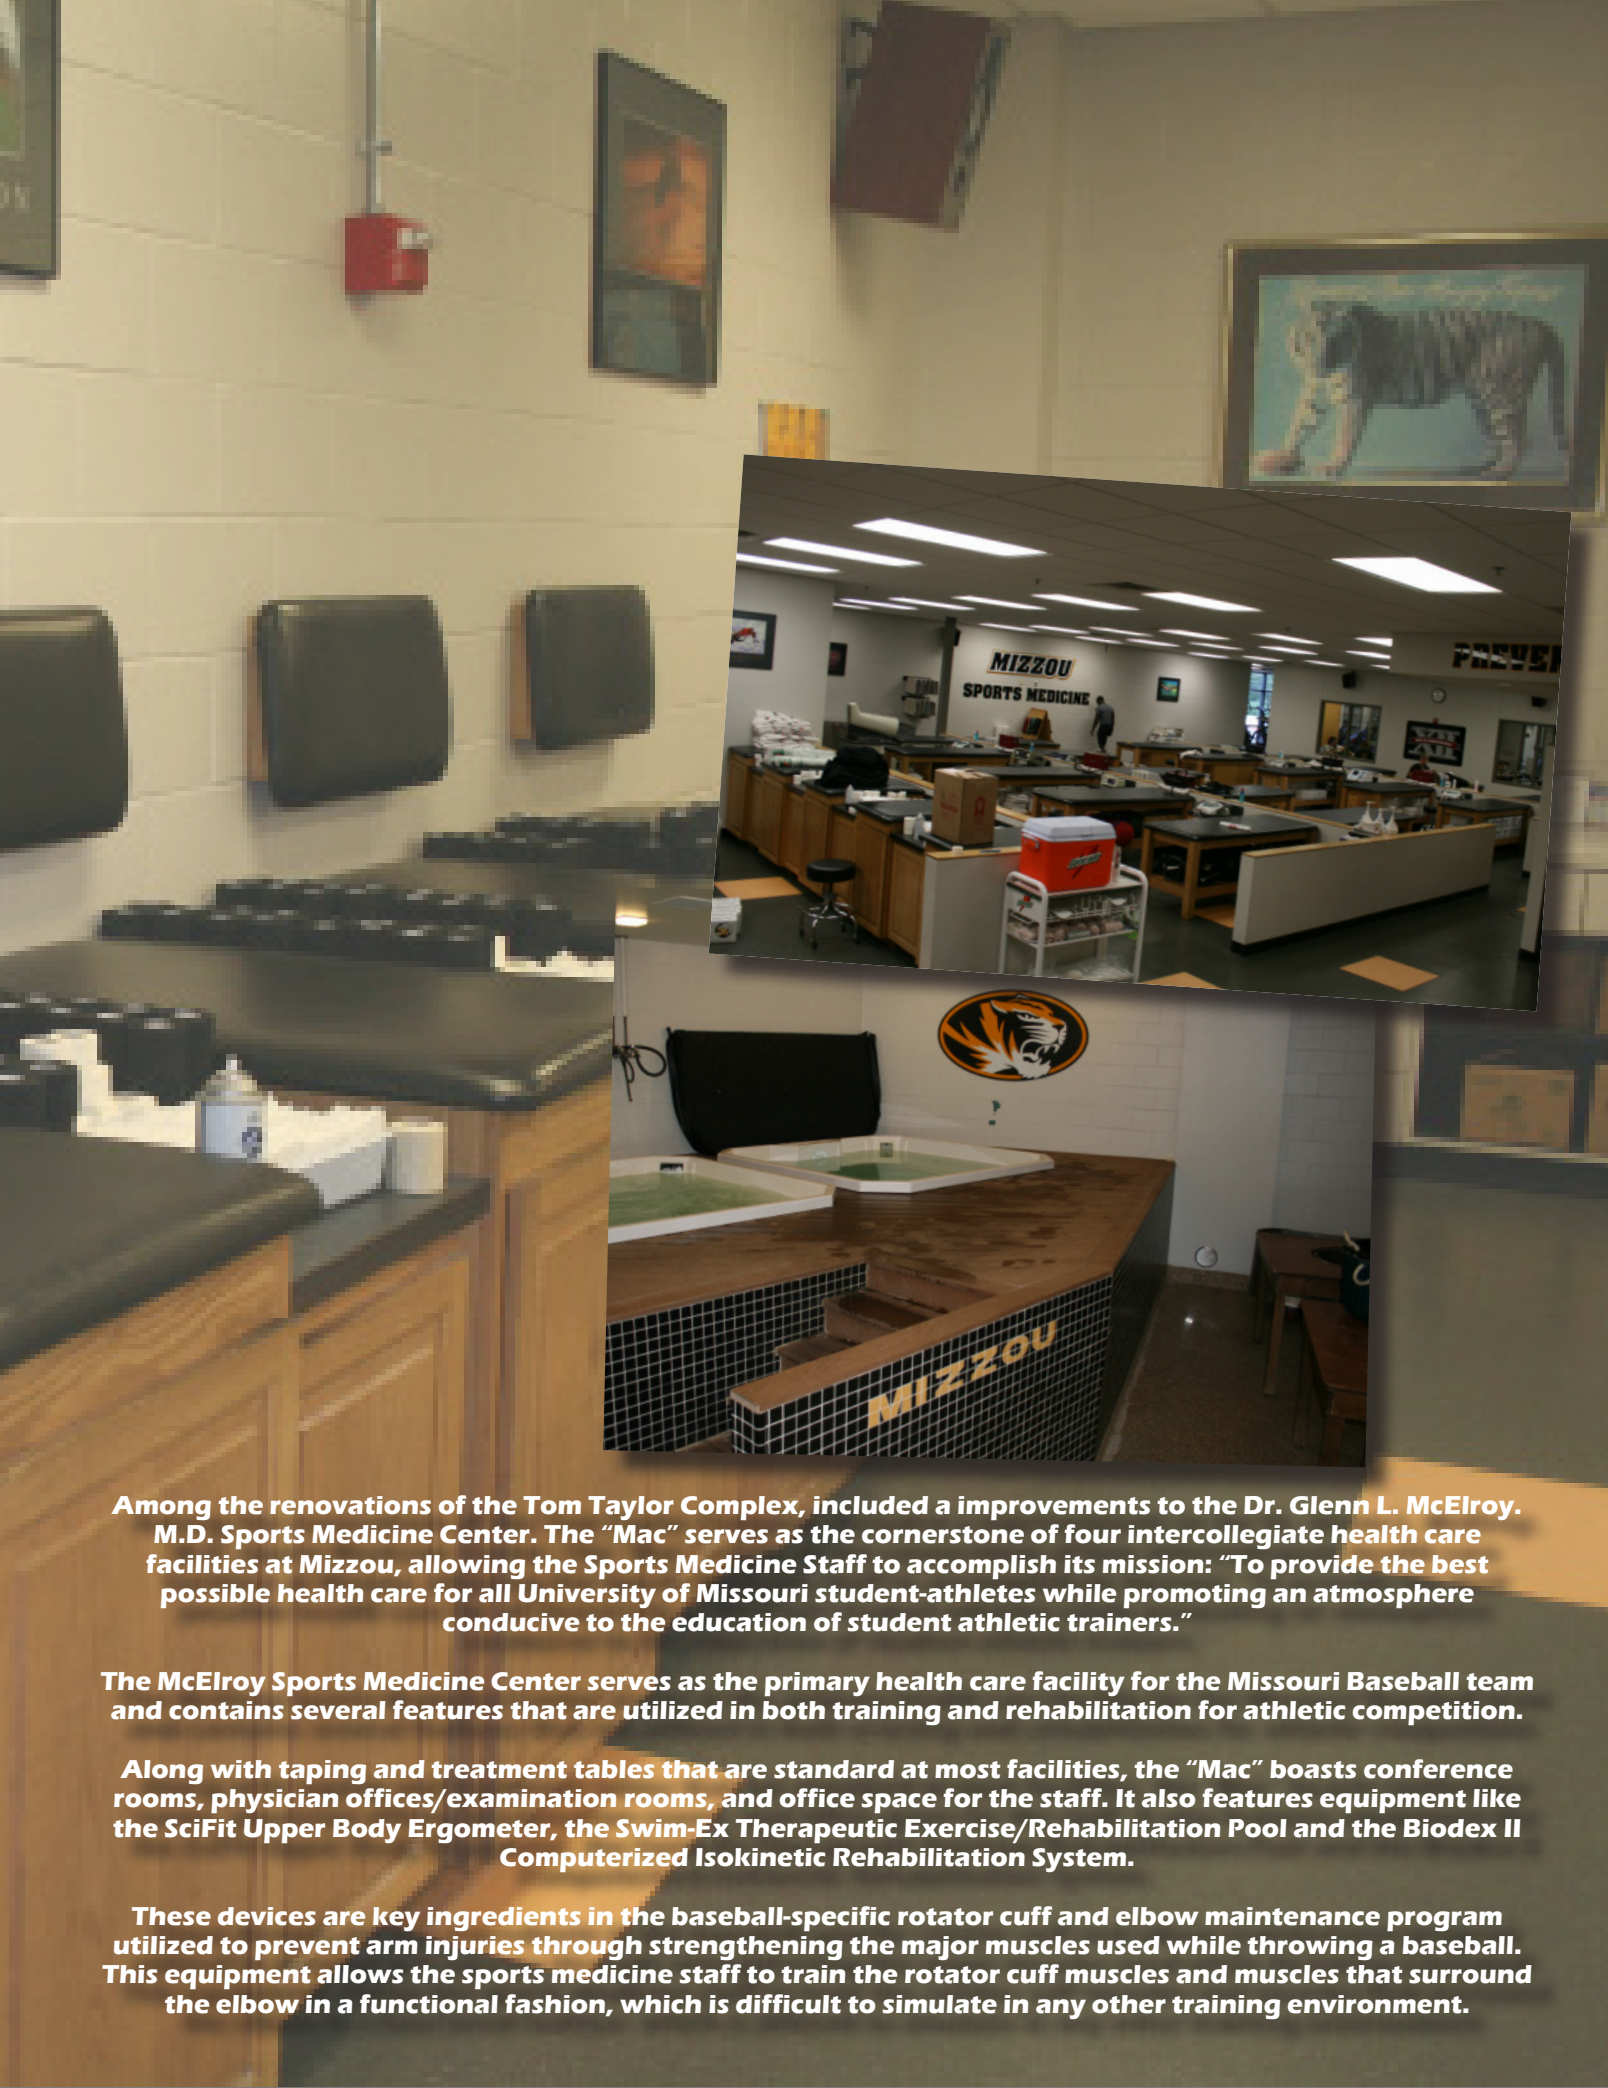 ON
MIZZOU
SPORTS MEDICINE
PREVEN
XII
MIZZOU
Among the renovations of the Tom Taylor Complex, included a improvements to the Dr. Glenn L. McElroy.
M.D. Sports Medicine Center. The “Mac” serves as the cornerstone of four intercollegiate health care
facilities at Mizzou, allowing the Sports Medicine Staff to accomplish its mission: “To provide the best
possible health care for all University of Missouri student-athletes while promoting an atmosphere
conducive to the education of student athletic trainers.”
The McElroy Sports Medicine Center serves as the primary health care facility for the Missouri Baseball team
and contains several features that are utilized in both training and rehabilitation for athletic competition.
Along with taping and treatment tables that are standard at most facilities, the “Mac” boasts conference
rooms, physician offices/examination rooms, and office space for the staff. It also features equipment like
the SciFit Upper Body Ergometer, the Swim-Ex Therapeutic Exercise/Rehabilitation Pool and the Biodex II
Computerized Isokinetic Rehabilitation System.
These devices are key ingredients in the baseball-specific rotator cuff and elbow maintenance program
utilized to prevent arm injuries through strengthening the major muscles used while throwing a baseball.
This equipment allows the sports medicine staff to train the rotator cuff muscles and muscles that surround
the elbow in a functional fashion, which is difficult to simulate in any other training environment.